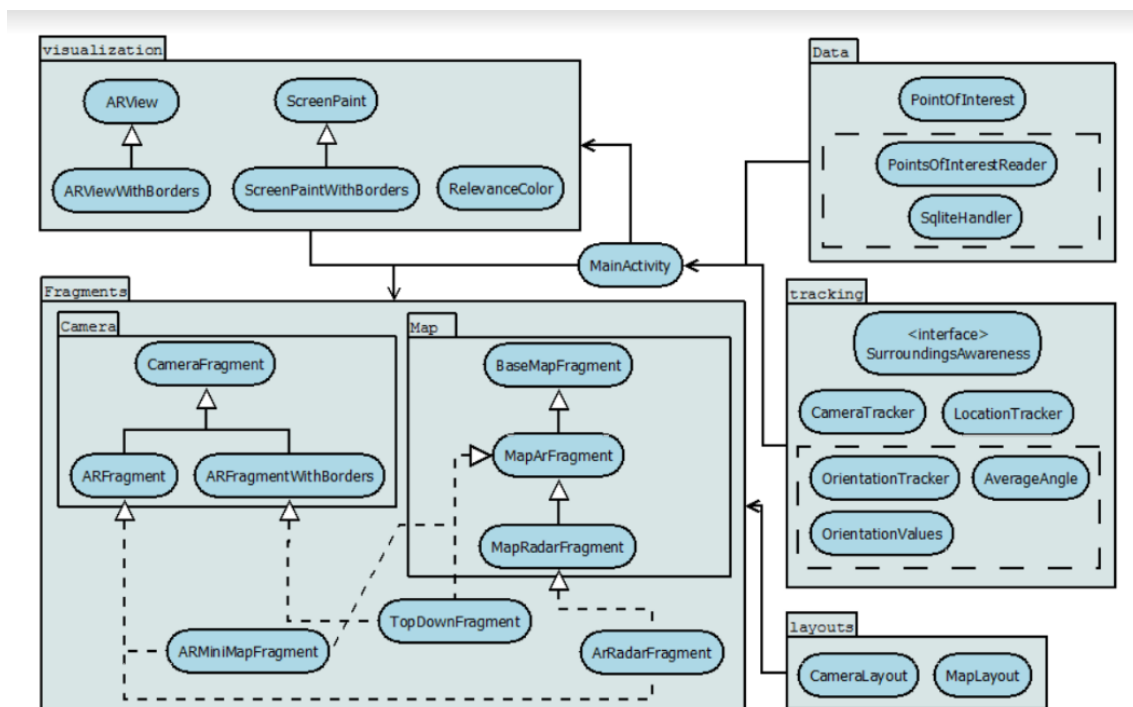 visualization
ARView
ScreenPaint
ARViewWithBorders
ScreenPaintWithBorders
RelevanceColor
Data
PointOfInterest
PointsOfInterestReader
SqliteHandler
MainActivity
Fragments
Camera
CameraFragment
ARFragment
ARFragmentWithBorders
Map
BaseMapFragment
MapArFragment
MapRadarFragment
TopDownFragment
ARMiniMapFragment
ArRadarFragment
tracking
<interface>
SurroundingsAwareness
CameraTracker
LocationTracker
OrientationTracker
AverageAngle
OrientationValues
layouts
CameraLayout
MapLayout